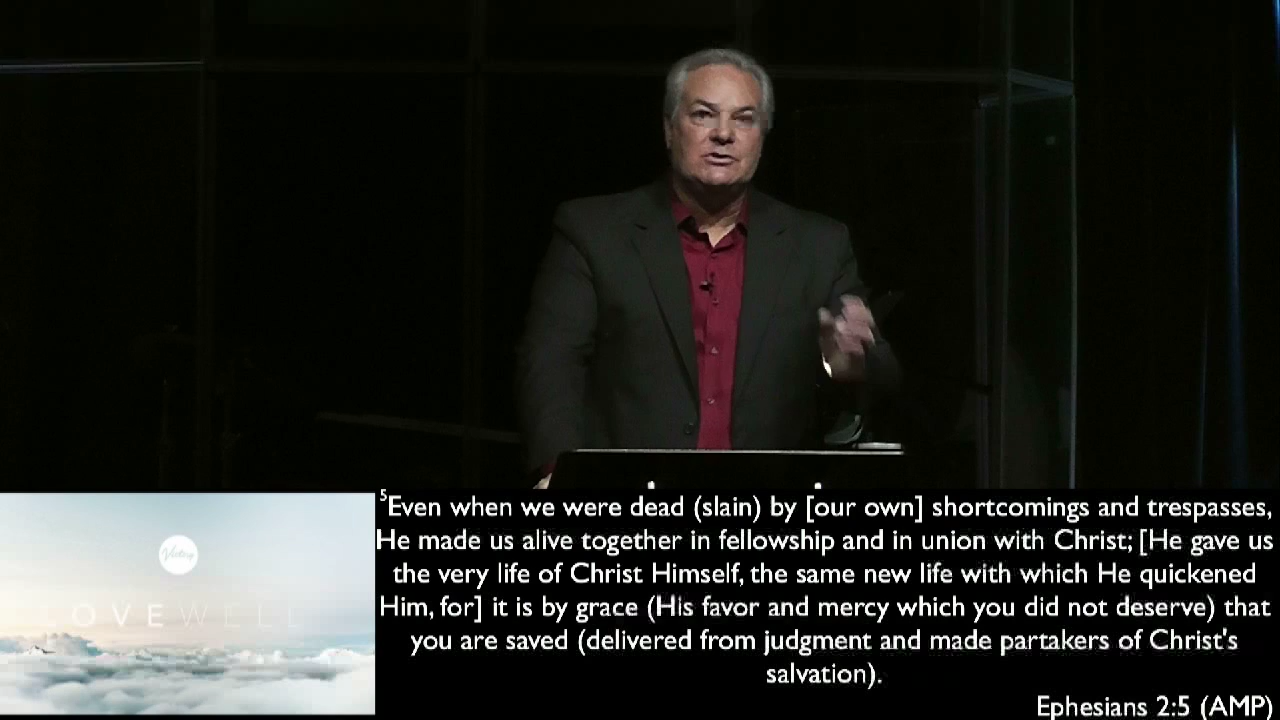 Victory
LOVE WELL
⁵Even when we were dead (slain) by [our own] shortcomings and trespasses,
He made us alive together in fellowship and in union with Christ; [He gave us
the very life of Christ Himself, the same new life with which He quickened
Him, for] it is by grace (His favor and mercy which you did not deserve) that
you are saved (delivered from judgment and made partakers of Christ's
salvation).
Ephesians 2:5 (AMP)